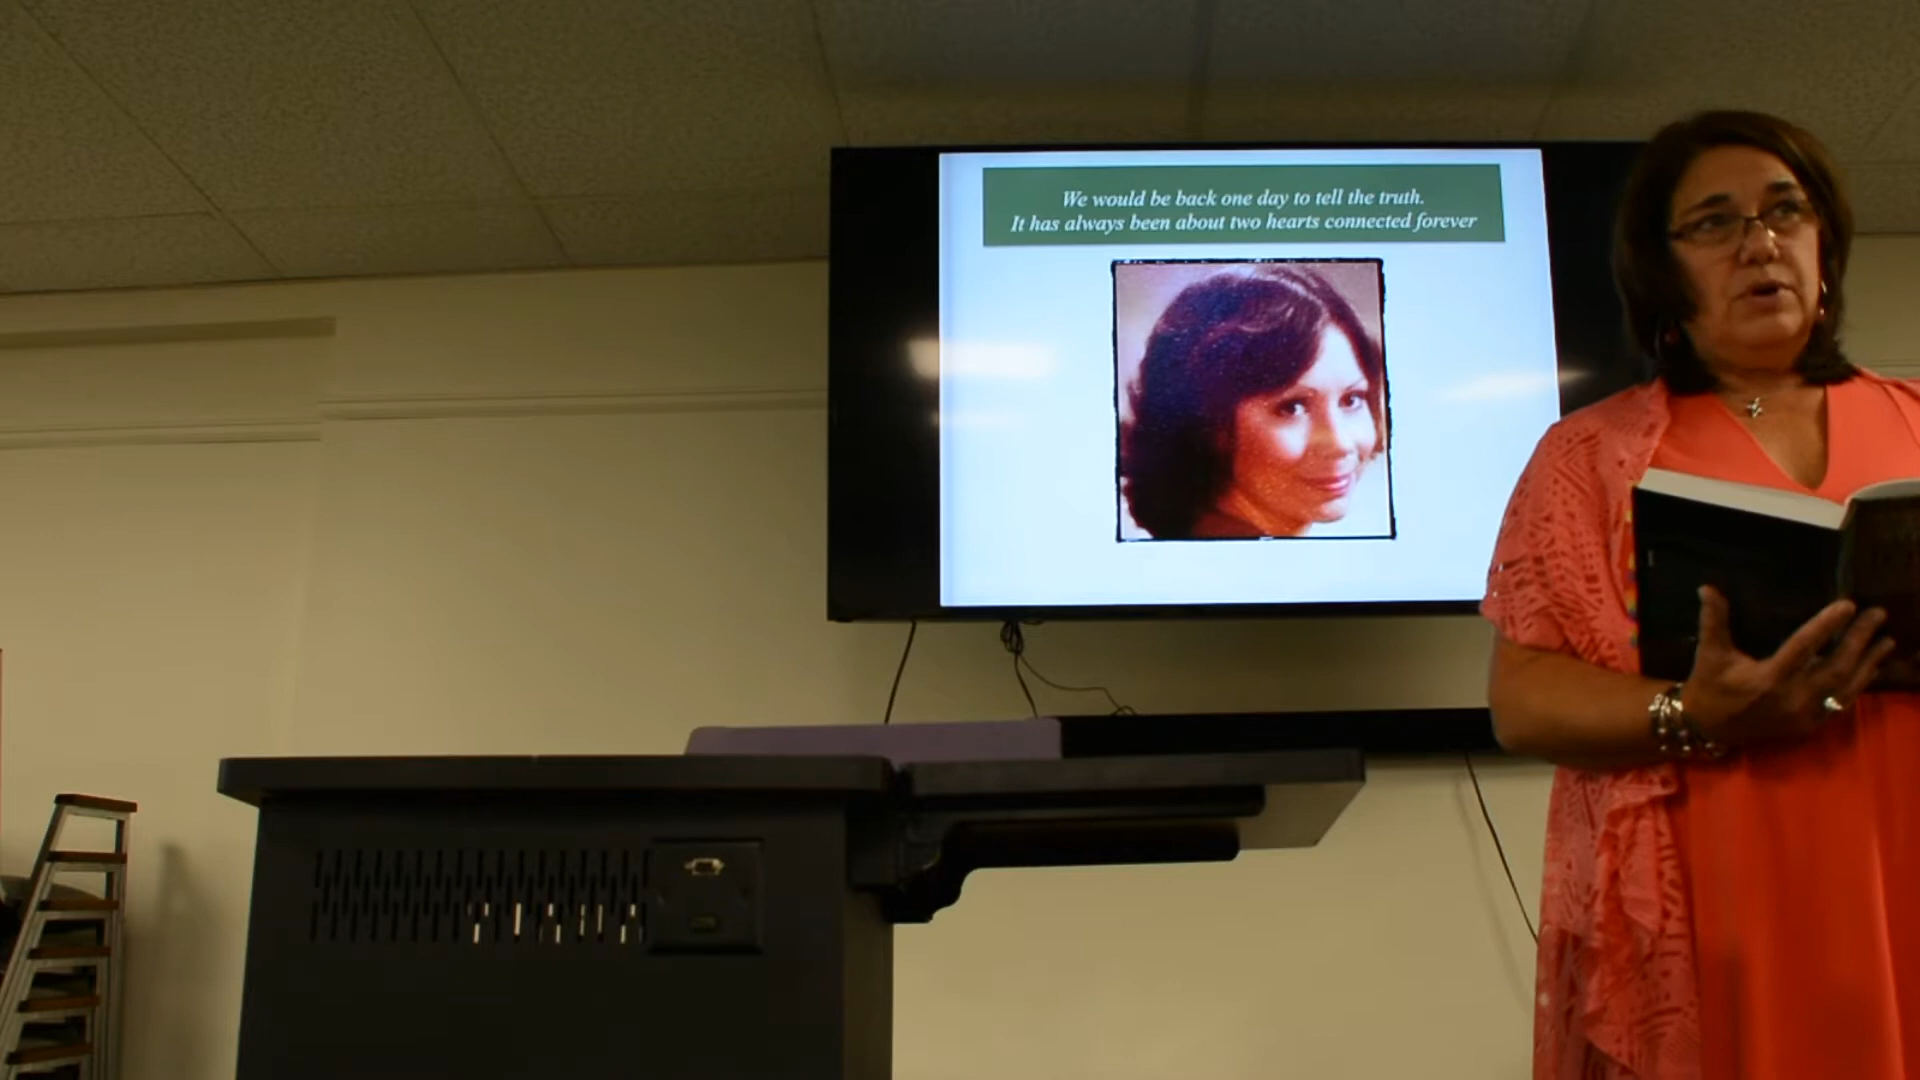 We would be back one day to tell the truth.
It has always been about two hearts connected forever